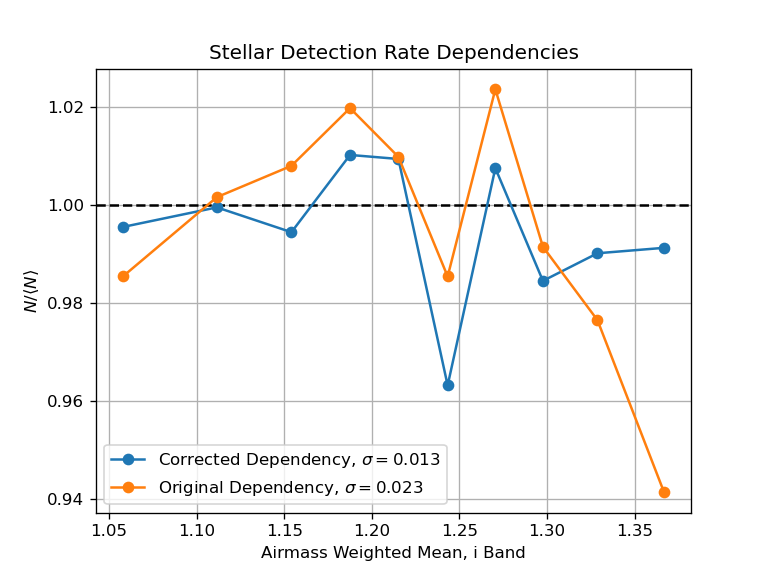 Stellar Detection Rate Dependencies
N/⟨N⟩
1.02
1.00
0.98
0.96
0.94
Corrected Dependency, σ = 0.013
Original Dependency, σ = 0.023
1.05 1.10 1.15 1.20 1.25 1.30 1.35
Airmass Weighted Mean, i Band